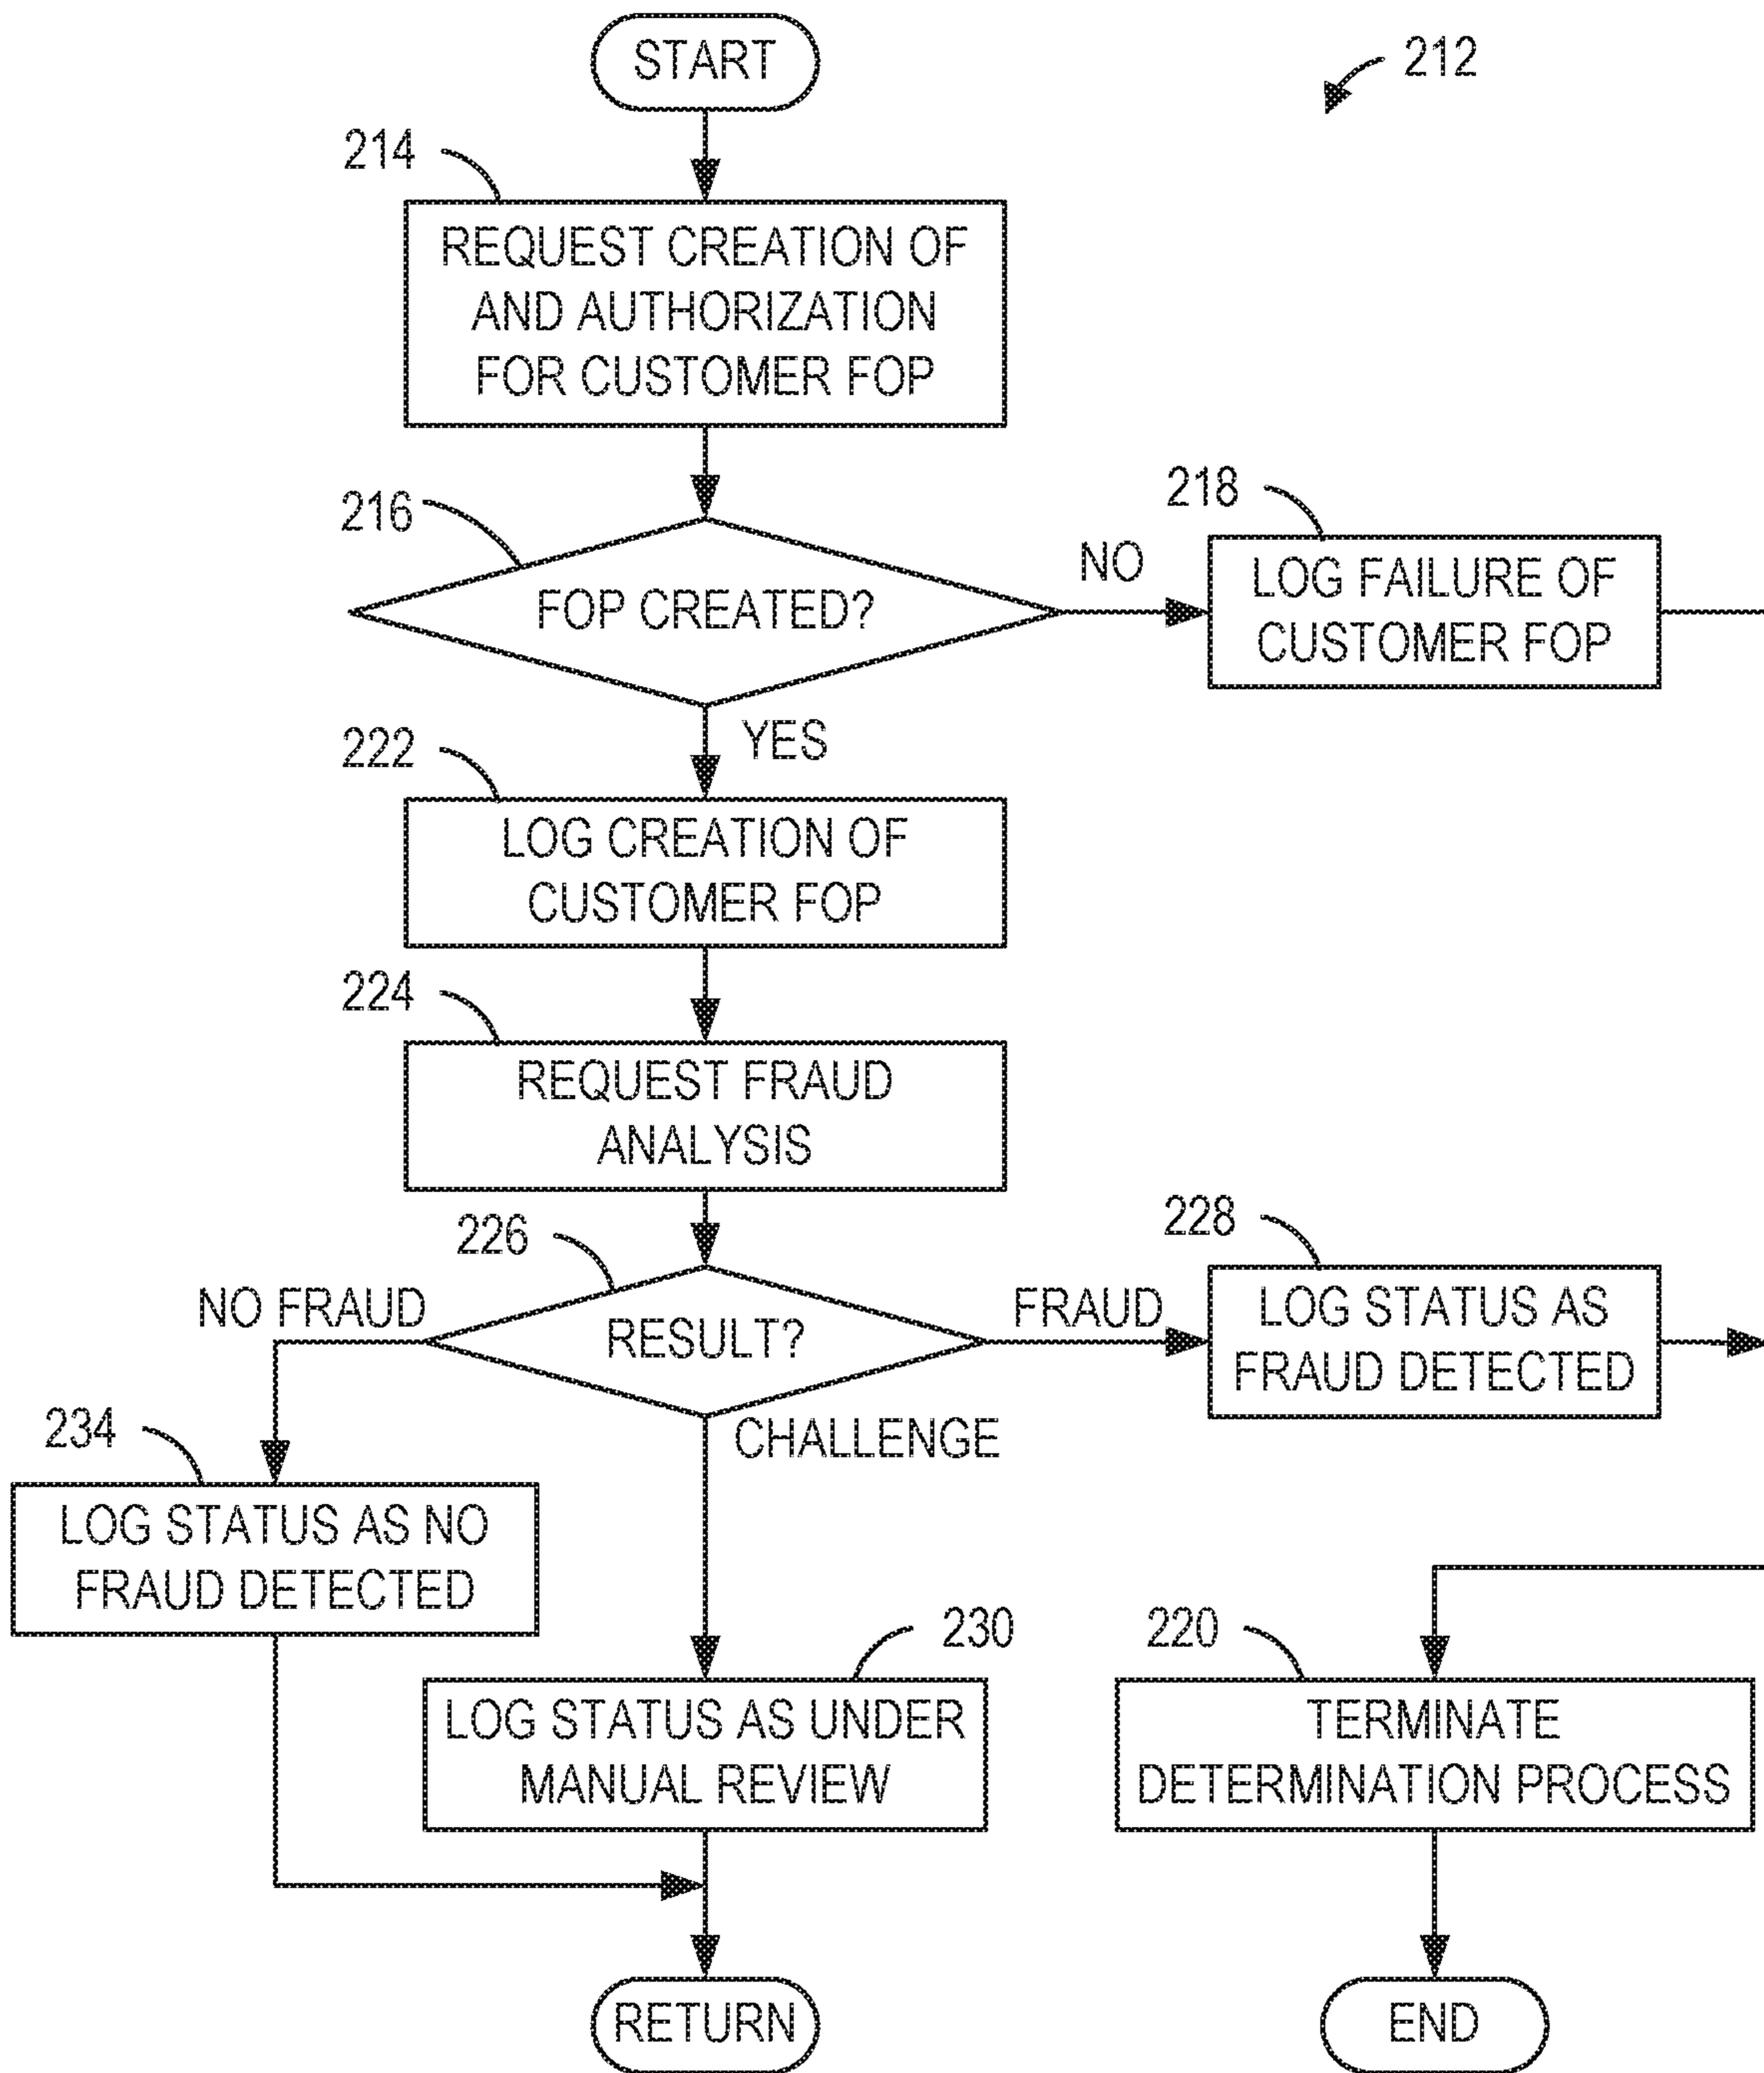 START
212
214
REQUEST CREATION OF
AND AUTHORIZATION
FOR CUSTOMER FOP
216
FOP CREATED?
NO
218
LOG FAILURE OF
CUSTOMER FOP
YES
222
LOG CREATION OF
CUSTOMER FOP
224
REQUEST FRAUD
ANALYSIS
226
RESULT?
NO FRAUD
FRAUD
228
LOG STATUS AS
FRAUD DETECTED
CHALLENGE
234
LOG STATUS AS NO
FRAUD DETECTED
230
LOG STATUS AS UNDER
MANUAL REVIEW
220
TERMINATE
DETERMINATION PROCESS
RETURN
END